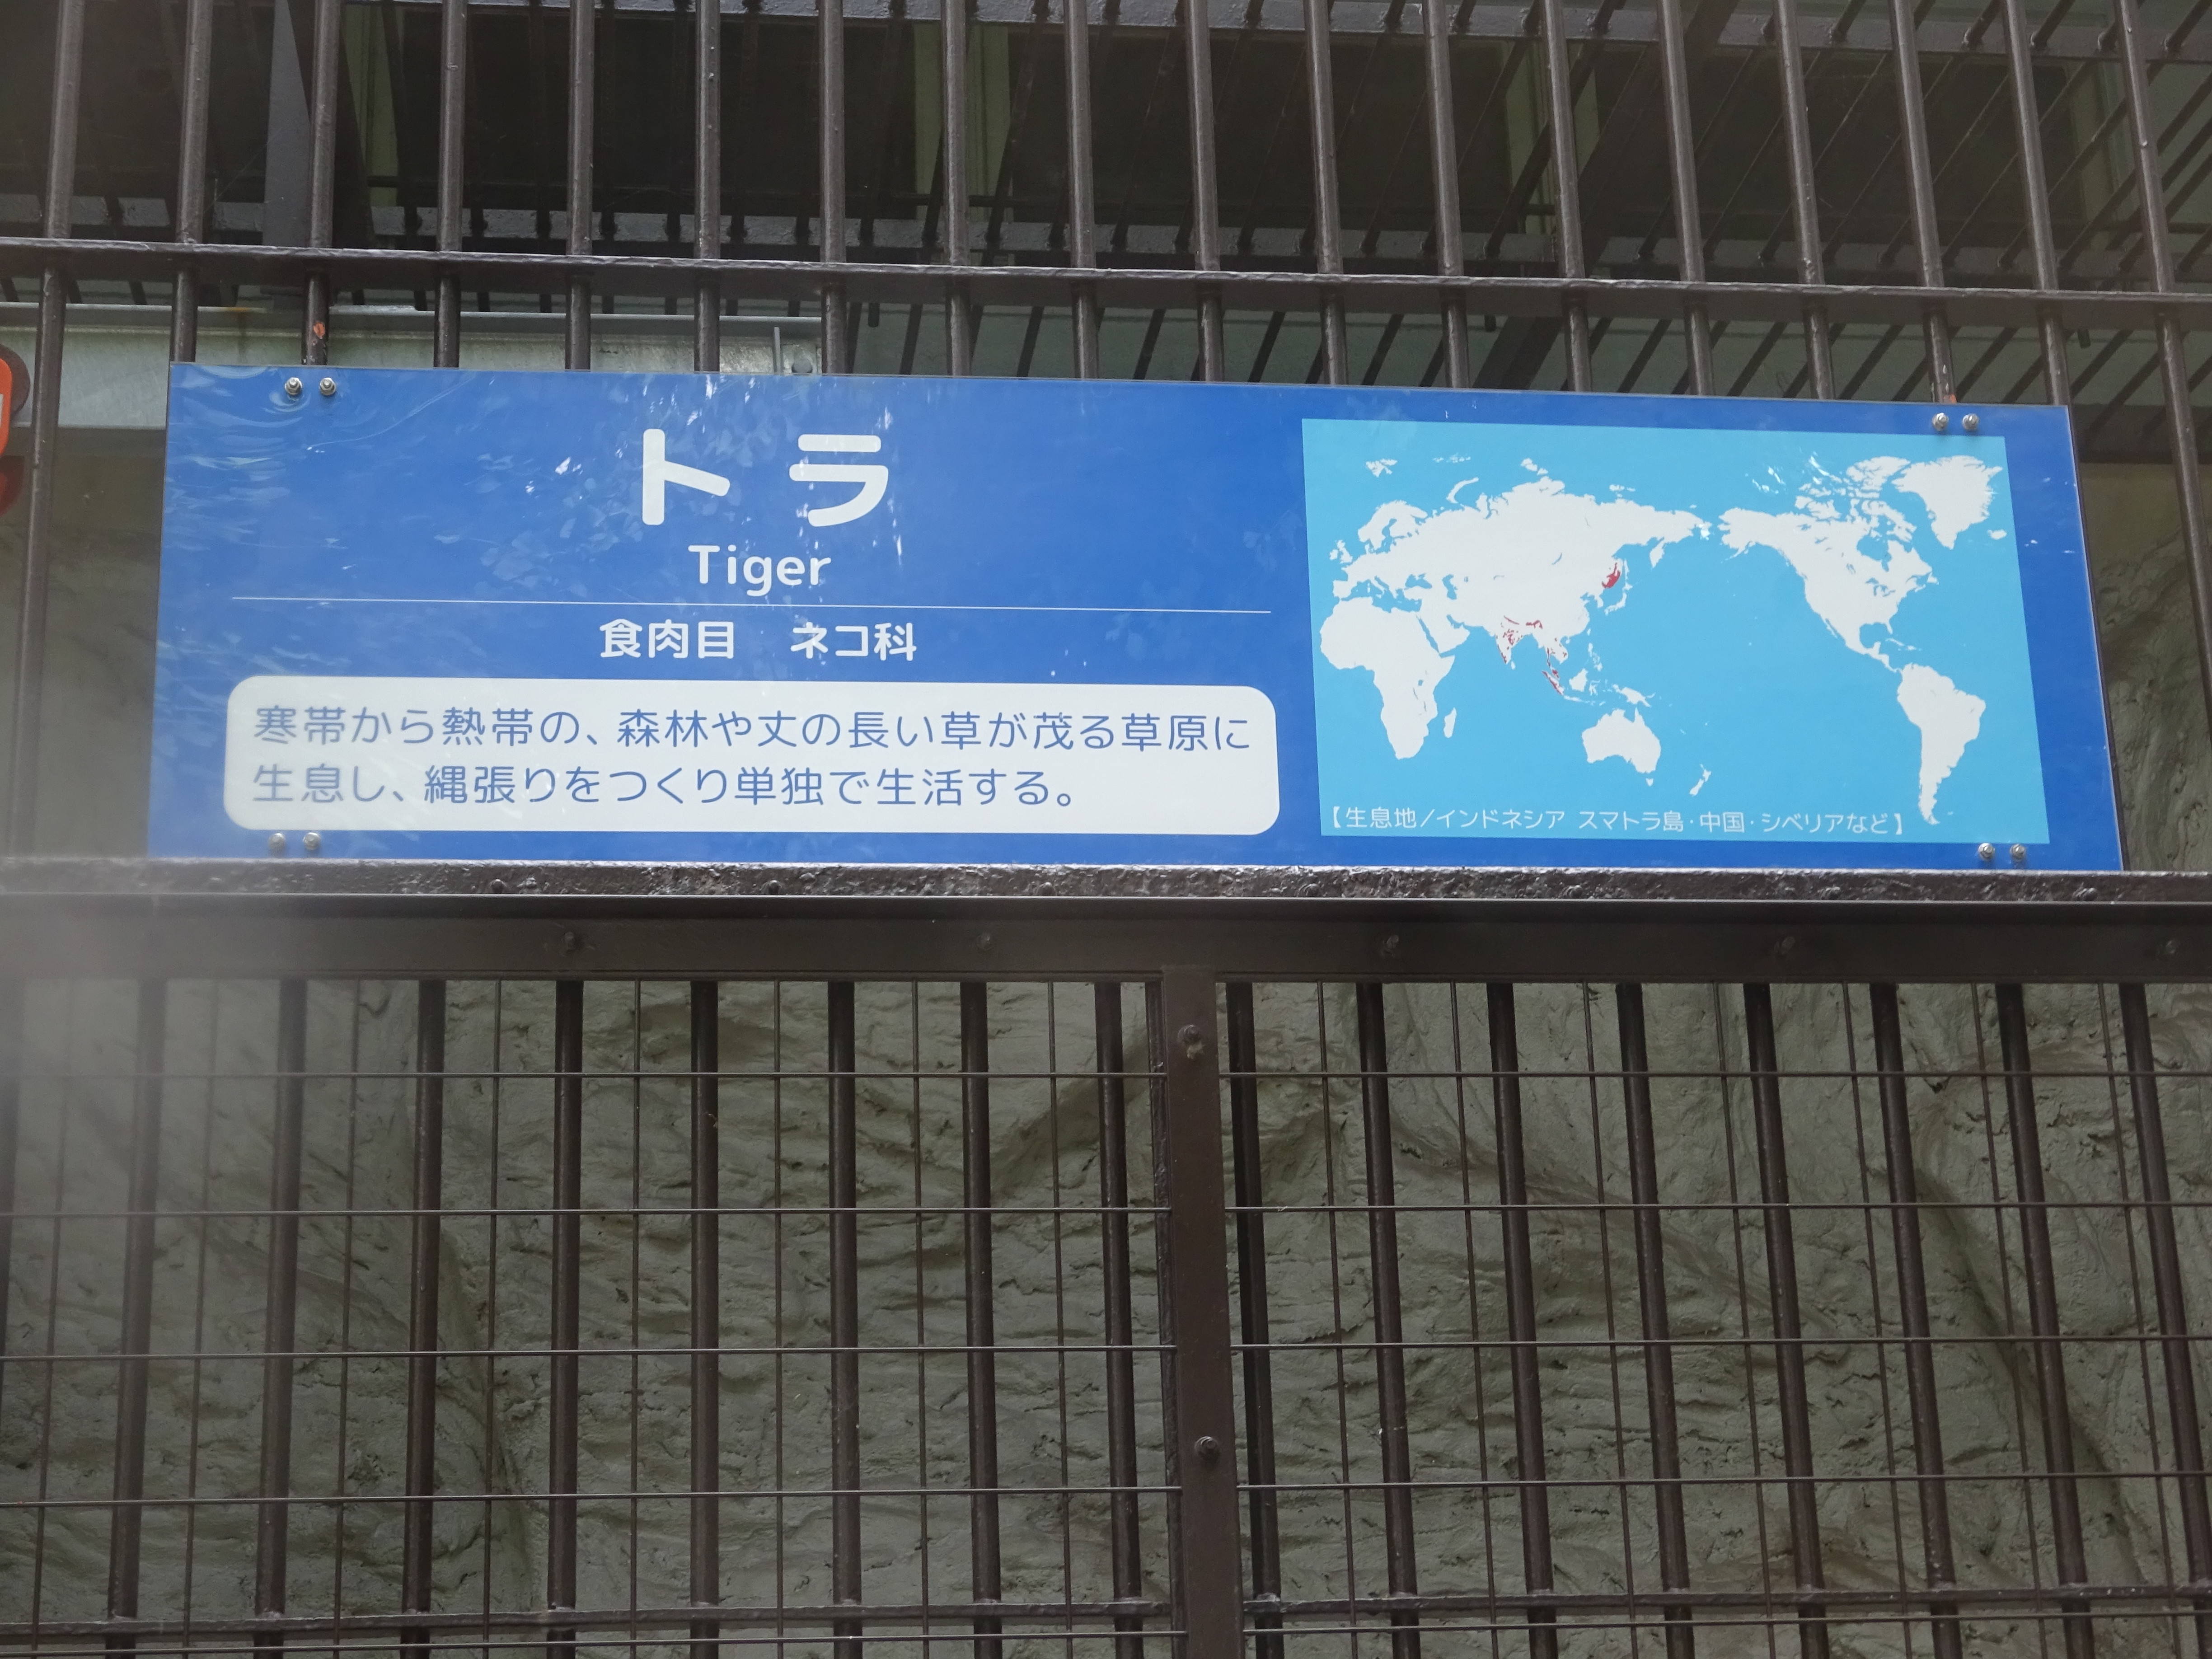 トラ
Tiger
食肉目 ネコ科
寒帯から熱帯の、森林や丈の長い草が茂る草原に
生息し、縄張りをつくり単独で生活する。
【生息地／インドネシア スマトラ島・中国・シベリアなど】